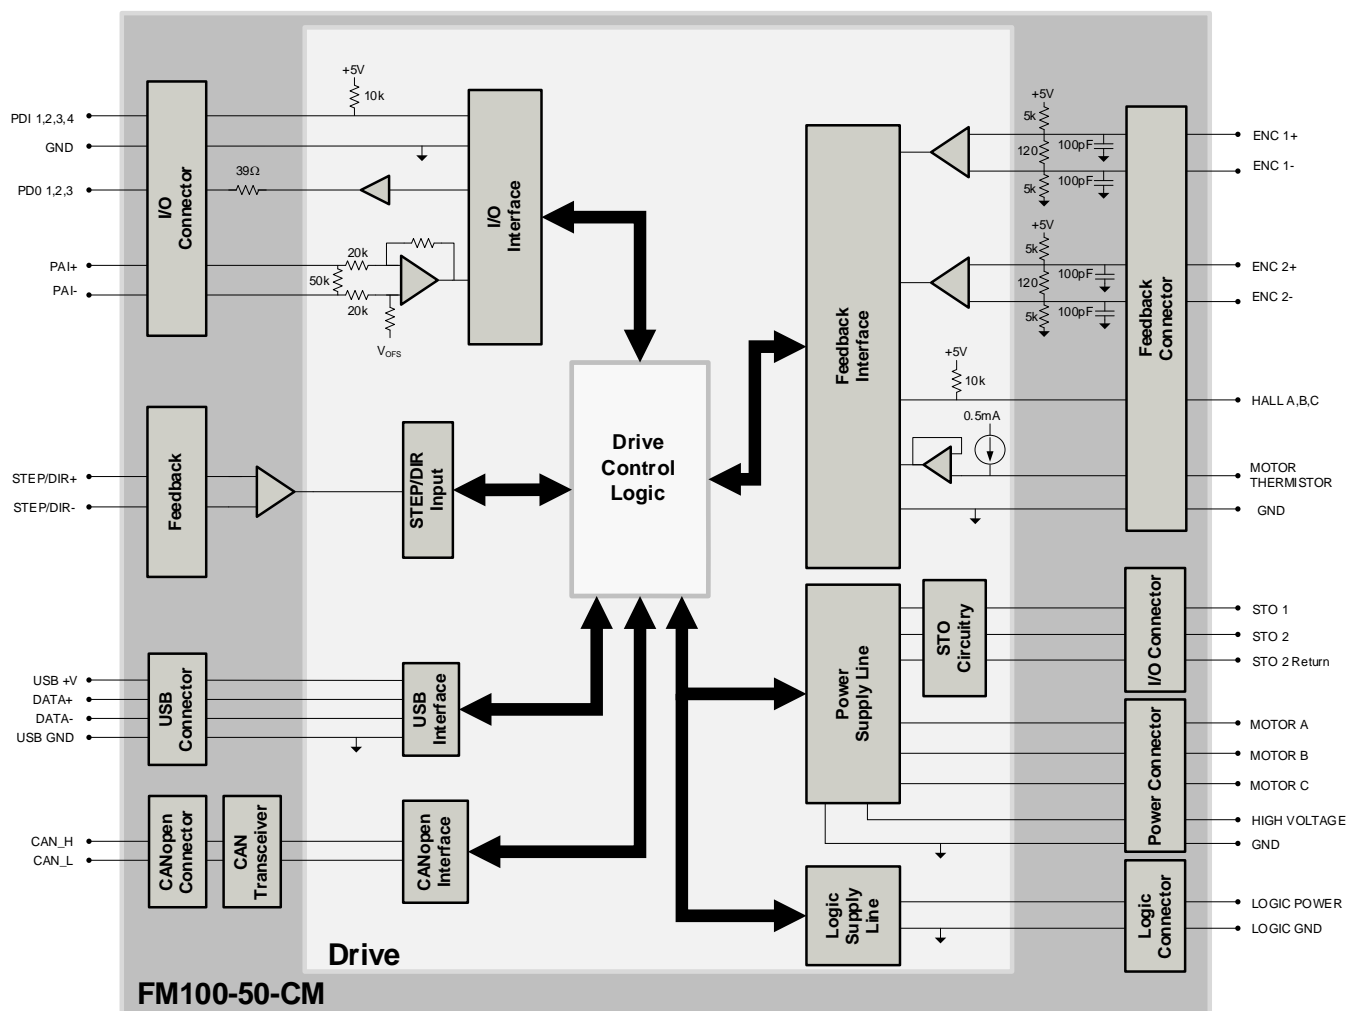 +5V
10k
PDI 1,2,3,4
GND
39Ω
PD0 1,2,3
I/O
Connector
I/O
Interface
20k
PAI+
50k
PAI-
20k
VOFS
+5V
5k
100pF
120
100pF
5k
ENC 1+
ENC 1-
+5V
5k
100pF
120
100pF
5k
ENC 2+
ENC 2-
Feedback
Interface
Feedback
Connector
+5V
10k
HALL A,B,C
0.5mA
MOTOR
THERMISTOR
GND
Drive
Control
Logic
STEP/DIR+
STEP/DIR-
Feedback
STEP/DIR
Input
STO 1
STO 2
STO 2 Return
STO
Circuitry
I/O Connector
Power
Supply Line
USB +V
DATA+
DATA-
USB GND
USB
Connector
USB
Interface
MOTOR A
MOTOR B
MOTOR C
HIGH VOLTAGE
GND
Power Connector
CAN_H
CAN_L
CANopen
Connector
CAN
Transceiver
CANopen
Interface
Logic
Supply
Line
Logic
Connector
LOGIC POWER
LOGIC GND
Drive
FM100-50-CM